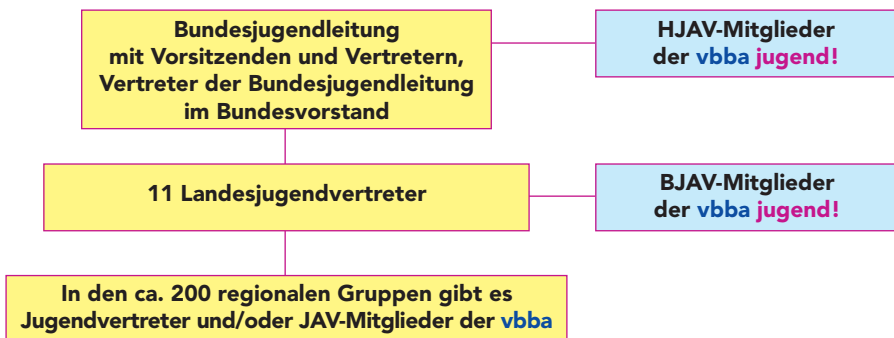 Bundesjugendleitung
mit Vorsitzenden und Vertretern,
Vertreter der Bundesjugendleitung
im Bundesvorstand
HJAV-Mitglieder
der vbba jugend!
11 Landesjugendvertreter
BJAV-Mitglieder
der vbba jugend!
In den ca. 200 regionalen Gruppen gibt es
Jugendvertreter und/oder JAV-Mitglieder der vbba